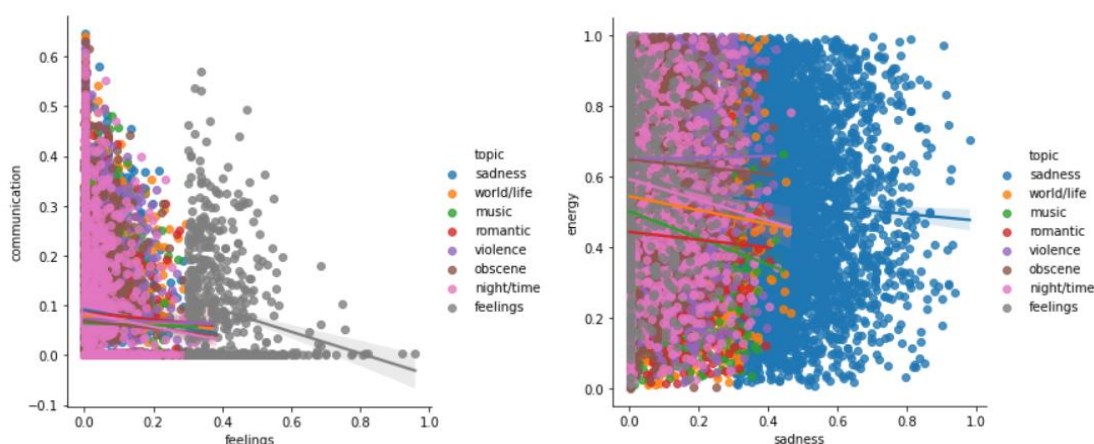 0.6
0.5
0.4
0.3
0.2
0.1
0.0
−0.1
communication
0.0 0.2 0.4 0.6 0.8 1.0
feelings
topic
sadness
world/life
music
romantic
violence
obscene
night/time
feelings
1.0
0.8
0.6
0.4
0.2
0.0
energy
0.0 0.2 0.4 0.6 0.8 1.0
sadness
topic
sadness
world/life
music
romantic
violence
obscene
night/time
feelings